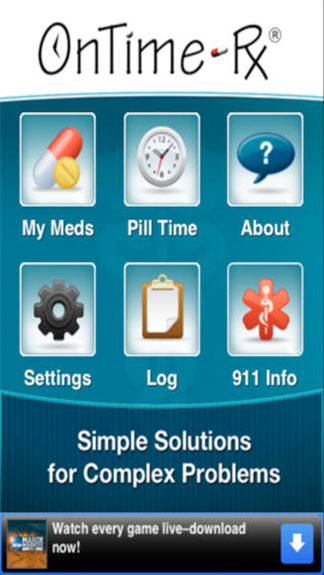 OnTime-Rx®
My Meds Pill Time About
Settings Log 911 Info
Simple Solutions
for Complex Problems
Watch every game live–download
now!